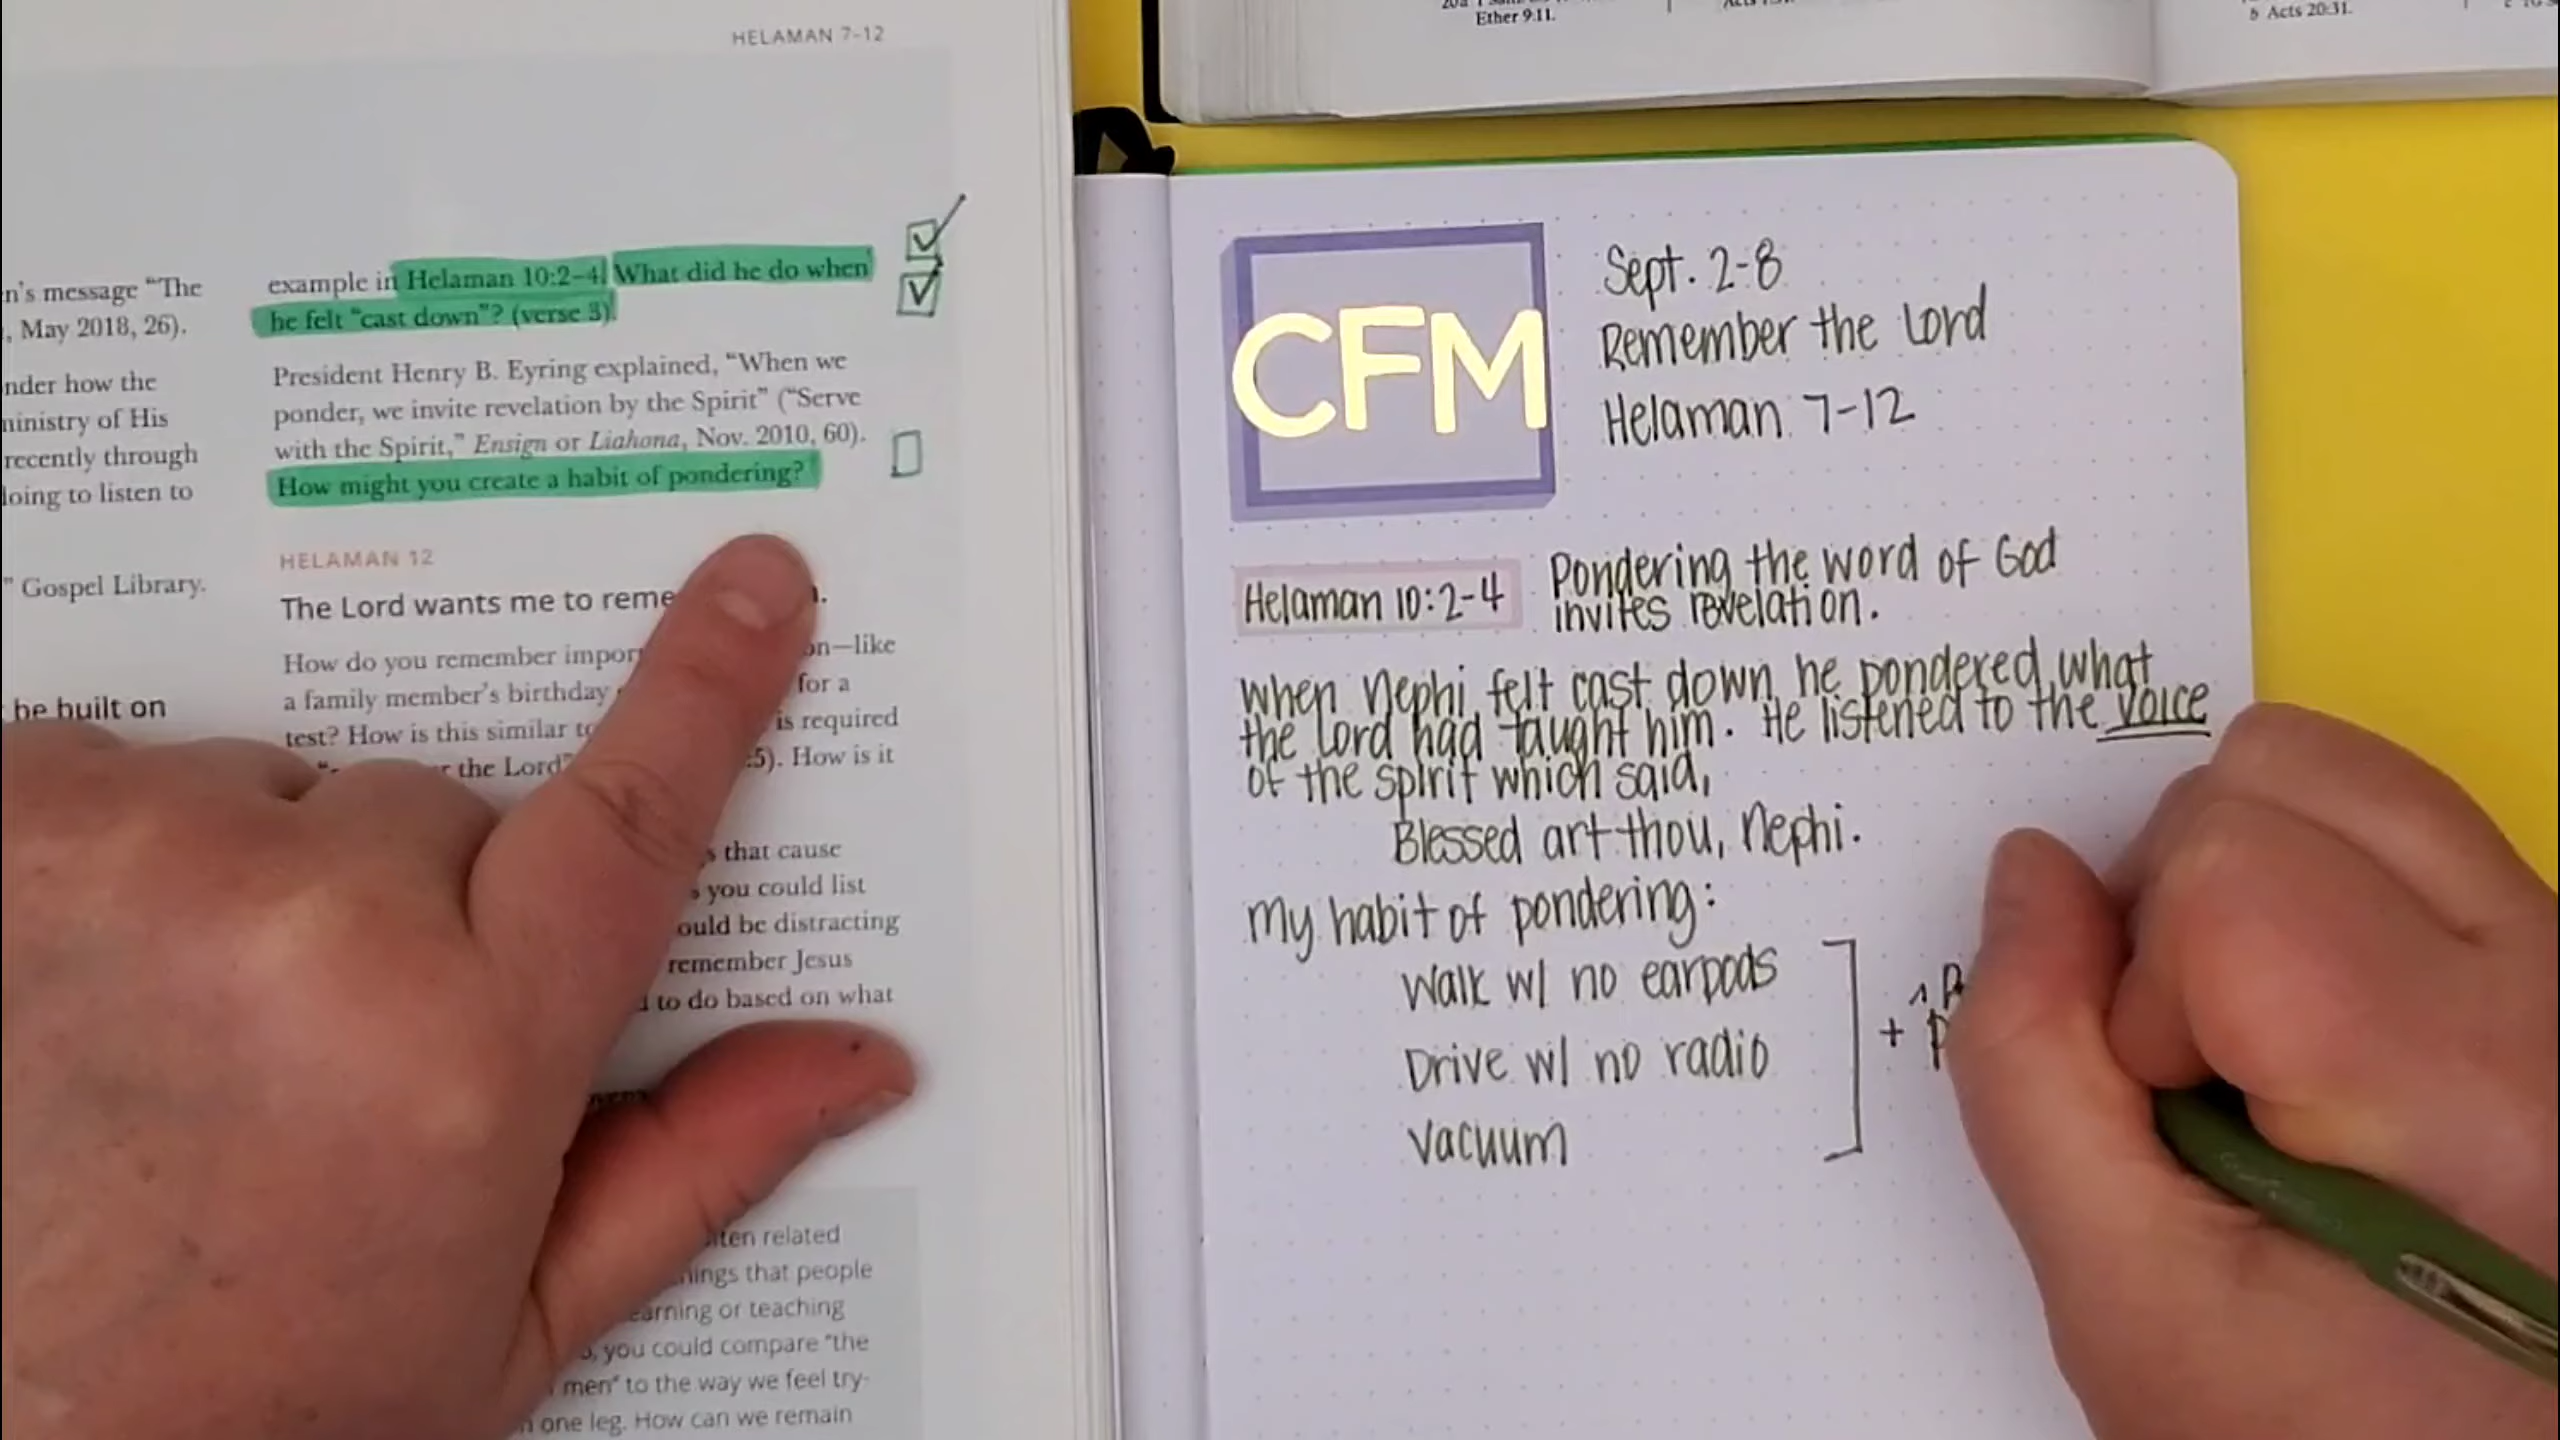 HELAMAN 7–12
n's message “The
, May 2018, 26).
nder how the
ministry of His
recently through
doing to listen to
” Gospel Library.
be built on
example in Helaman 10:2–4. What did he do when
he felt “cast down”? (verse 3).
President Henry B. Eyring explained, “When we
ponder, we invite revelation by the Spirit” (“Serve
with the Spirit,” Ensign or Liahona, Nov. 2010, 60).
How might you create a habit of pondering?
HELAMAN 12
The Lord wants me to reme
How do you remember impor on—like
a family member's birthday for a
test? How is this similar to is required
the Lord” :5). How is it
s that cause
s you could list
ould be distracting
remember Jesus
to do based on what
ten related
hings that people
earning or teaching
, you could compare “the
men” to the way we feel try-
one leg. How can we remain
Ether 9:11.
b Acts 20:31.
CFM
Sept. 2-8
Remember the Lord
Helaman 7-12
Helaman 10:2-4
Pondering the word of God
invites revelation.
When Nephi felt cast down, he pondered what
the Lord had taught him. He listened to the voice
of the spirit which said,
Blessed art thou, Nephi.
My habit of pondering:
Walk w/ no earpods
Drive w/ no radio
Vacuum
+